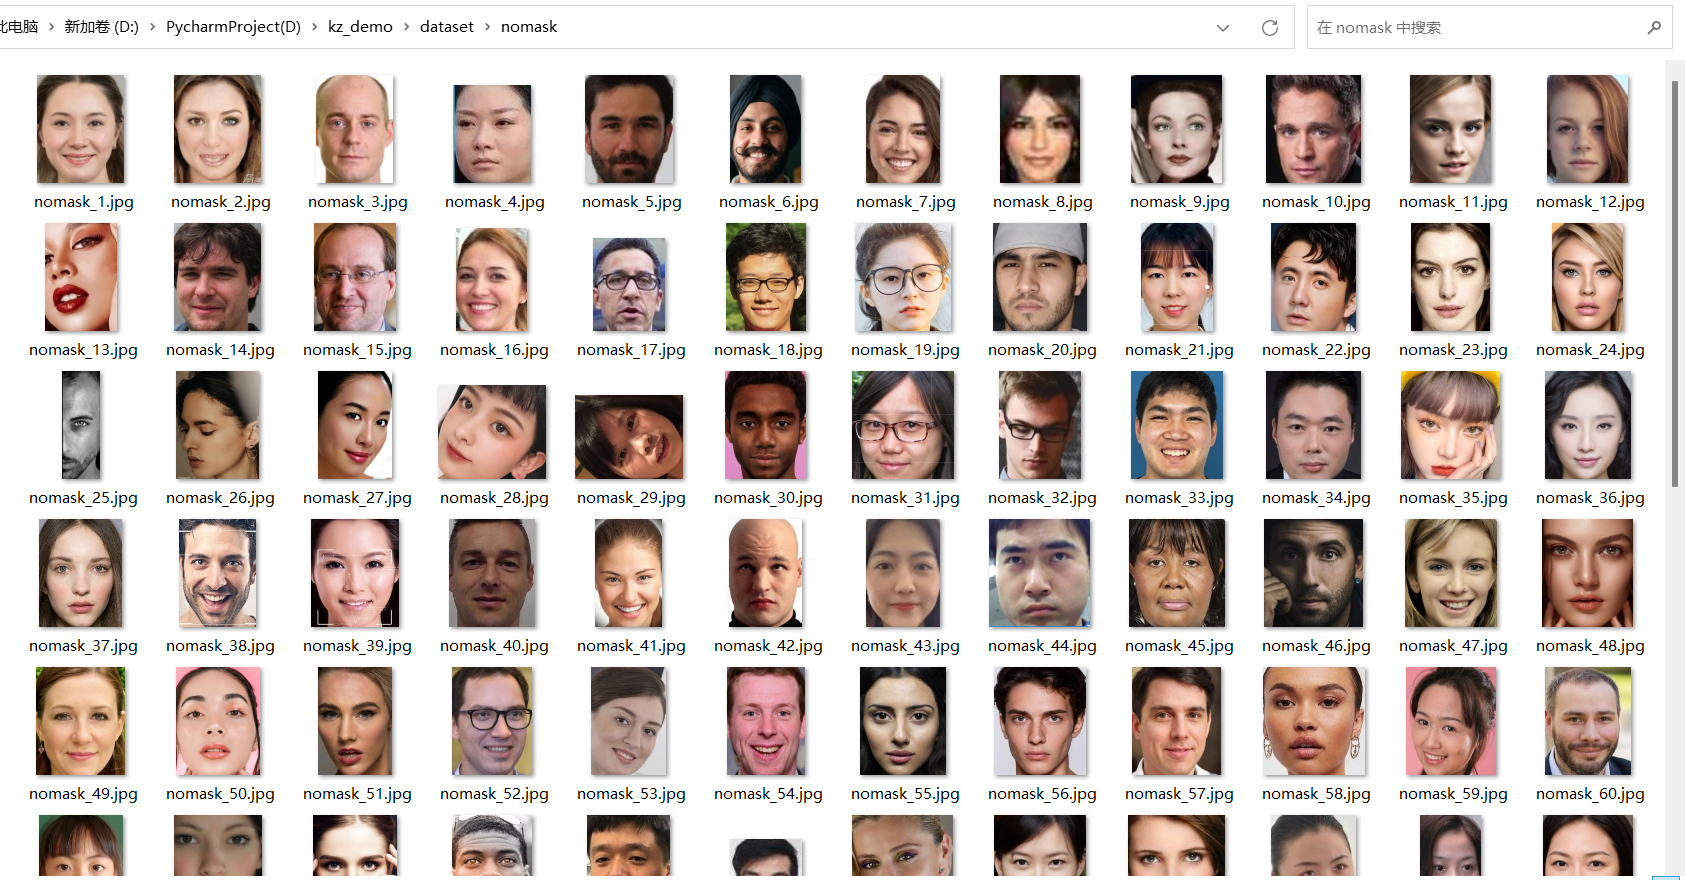 此电脑 › 新加卷 (D:) › PycharmProject(D) › kz_demo › dataset › nomask
在 nomask 中搜索
nomask_1.jpg nomask_2.jpg nomask_3.jpg nomask_4.jpg nomask_5.jpg nomask_6.jpg nomask_7.jpg nomask_8.jpg nomask_9.jpg nomask_10.jpg nomask_11.jpg nomask_12.jpg
nomask_13.jpg nomask_14.jpg nomask_15.jpg nomask_16.jpg nomask_17.jpg nomask_18.jpg nomask_19.jpg nomask_20.jpg nomask_21.jpg nomask_22.jpg nomask_23.jpg nomask_24.jpg
nomask_25.jpg nomask_26.jpg nomask_27.jpg nomask_28.jpg nomask_29.jpg nomask_30.jpg nomask_31.jpg nomask_32.jpg nomask_33.jpg nomask_34.jpg nomask_35.jpg nomask_36.jpg
nomask_37.jpg nomask_38.jpg nomask_39.jpg nomask_40.jpg nomask_41.jpg nomask_42.jpg nomask_43.jpg nomask_44.jpg nomask_45.jpg nomask_46.jpg nomask_47.jpg nomask_48.jpg
nomask_49.jpg nomask_50.jpg nomask_51.jpg nomask_52.jpg nomask_53.jpg nomask_54.jpg nomask_55.jpg nomask_56.jpg nomask_57.jpg nomask_58.jpg nomask_59.jpg nomask_60.jpg